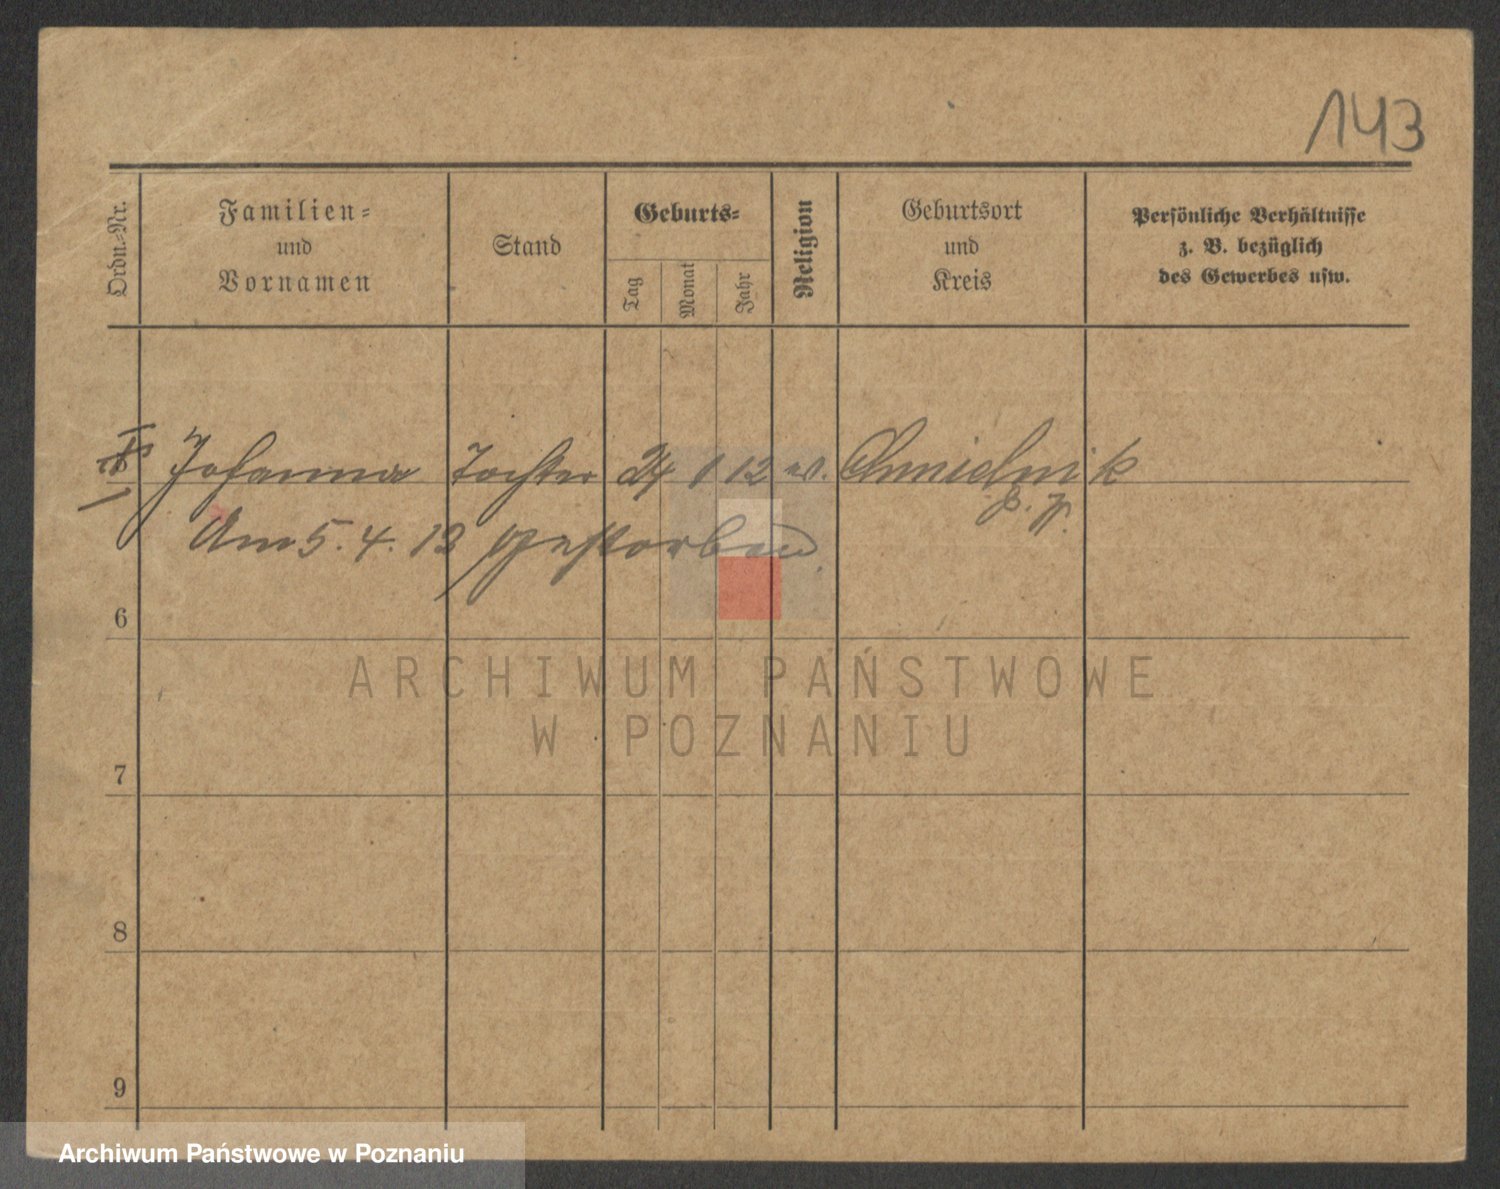 143
Ordn.-Nr.
Familien-
und
Vornamen
Stand
Geburts-
Tag
Monat
Jahr
Religion
Geburtsort
und
Kreis
Persönliche Verhältnisse
z. B. bezüglich
des Gewerbes usw.
Johanna Tochter 24 1 12 Chmielnik
Am 5. 4. 12 gestorben.
6
ARCHIWUM PAŃSTWOWE
W POZNANIU
7
8
9
Archiwum Państwowe w Poznaniu